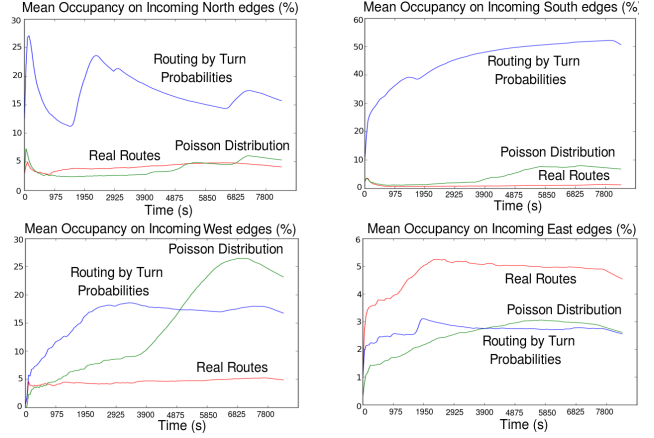 Mean Occupancy on Incoming North edges (%)
30
25
20
15
10
5
0
Routing by Turn
Probabilities
Poisson Distribution
Real Routes
0 975 1950 2925 3900 4875 5850 6825 7800
Time (s)
Mean Occupancy on Incoming South edges (%)
60
50
40
30
20
10
0
Routing by Turn
Probabilities
Poisson Distribution
Real Routes
0 975 1950 2925 3900 4875 5850 6825 7800
Time (s)
Mean Occupancy on Incoming West edges (%)
30
25
20
15
10
5
0
Poisson Distribution
Routing by Turn
Probabilities
Real Routes
0 975 1950 2925 3900 4875 5850 6825 7800
Time (s)
Mean Occupancy on Incoming East edges (%)
6
5
4
3
2
1
0
Real Routes
Poisson Distribution
Routing by Turn
Probabilities
0 975 1950 2925 3900 4875 5850 6825 7800
Time (s)